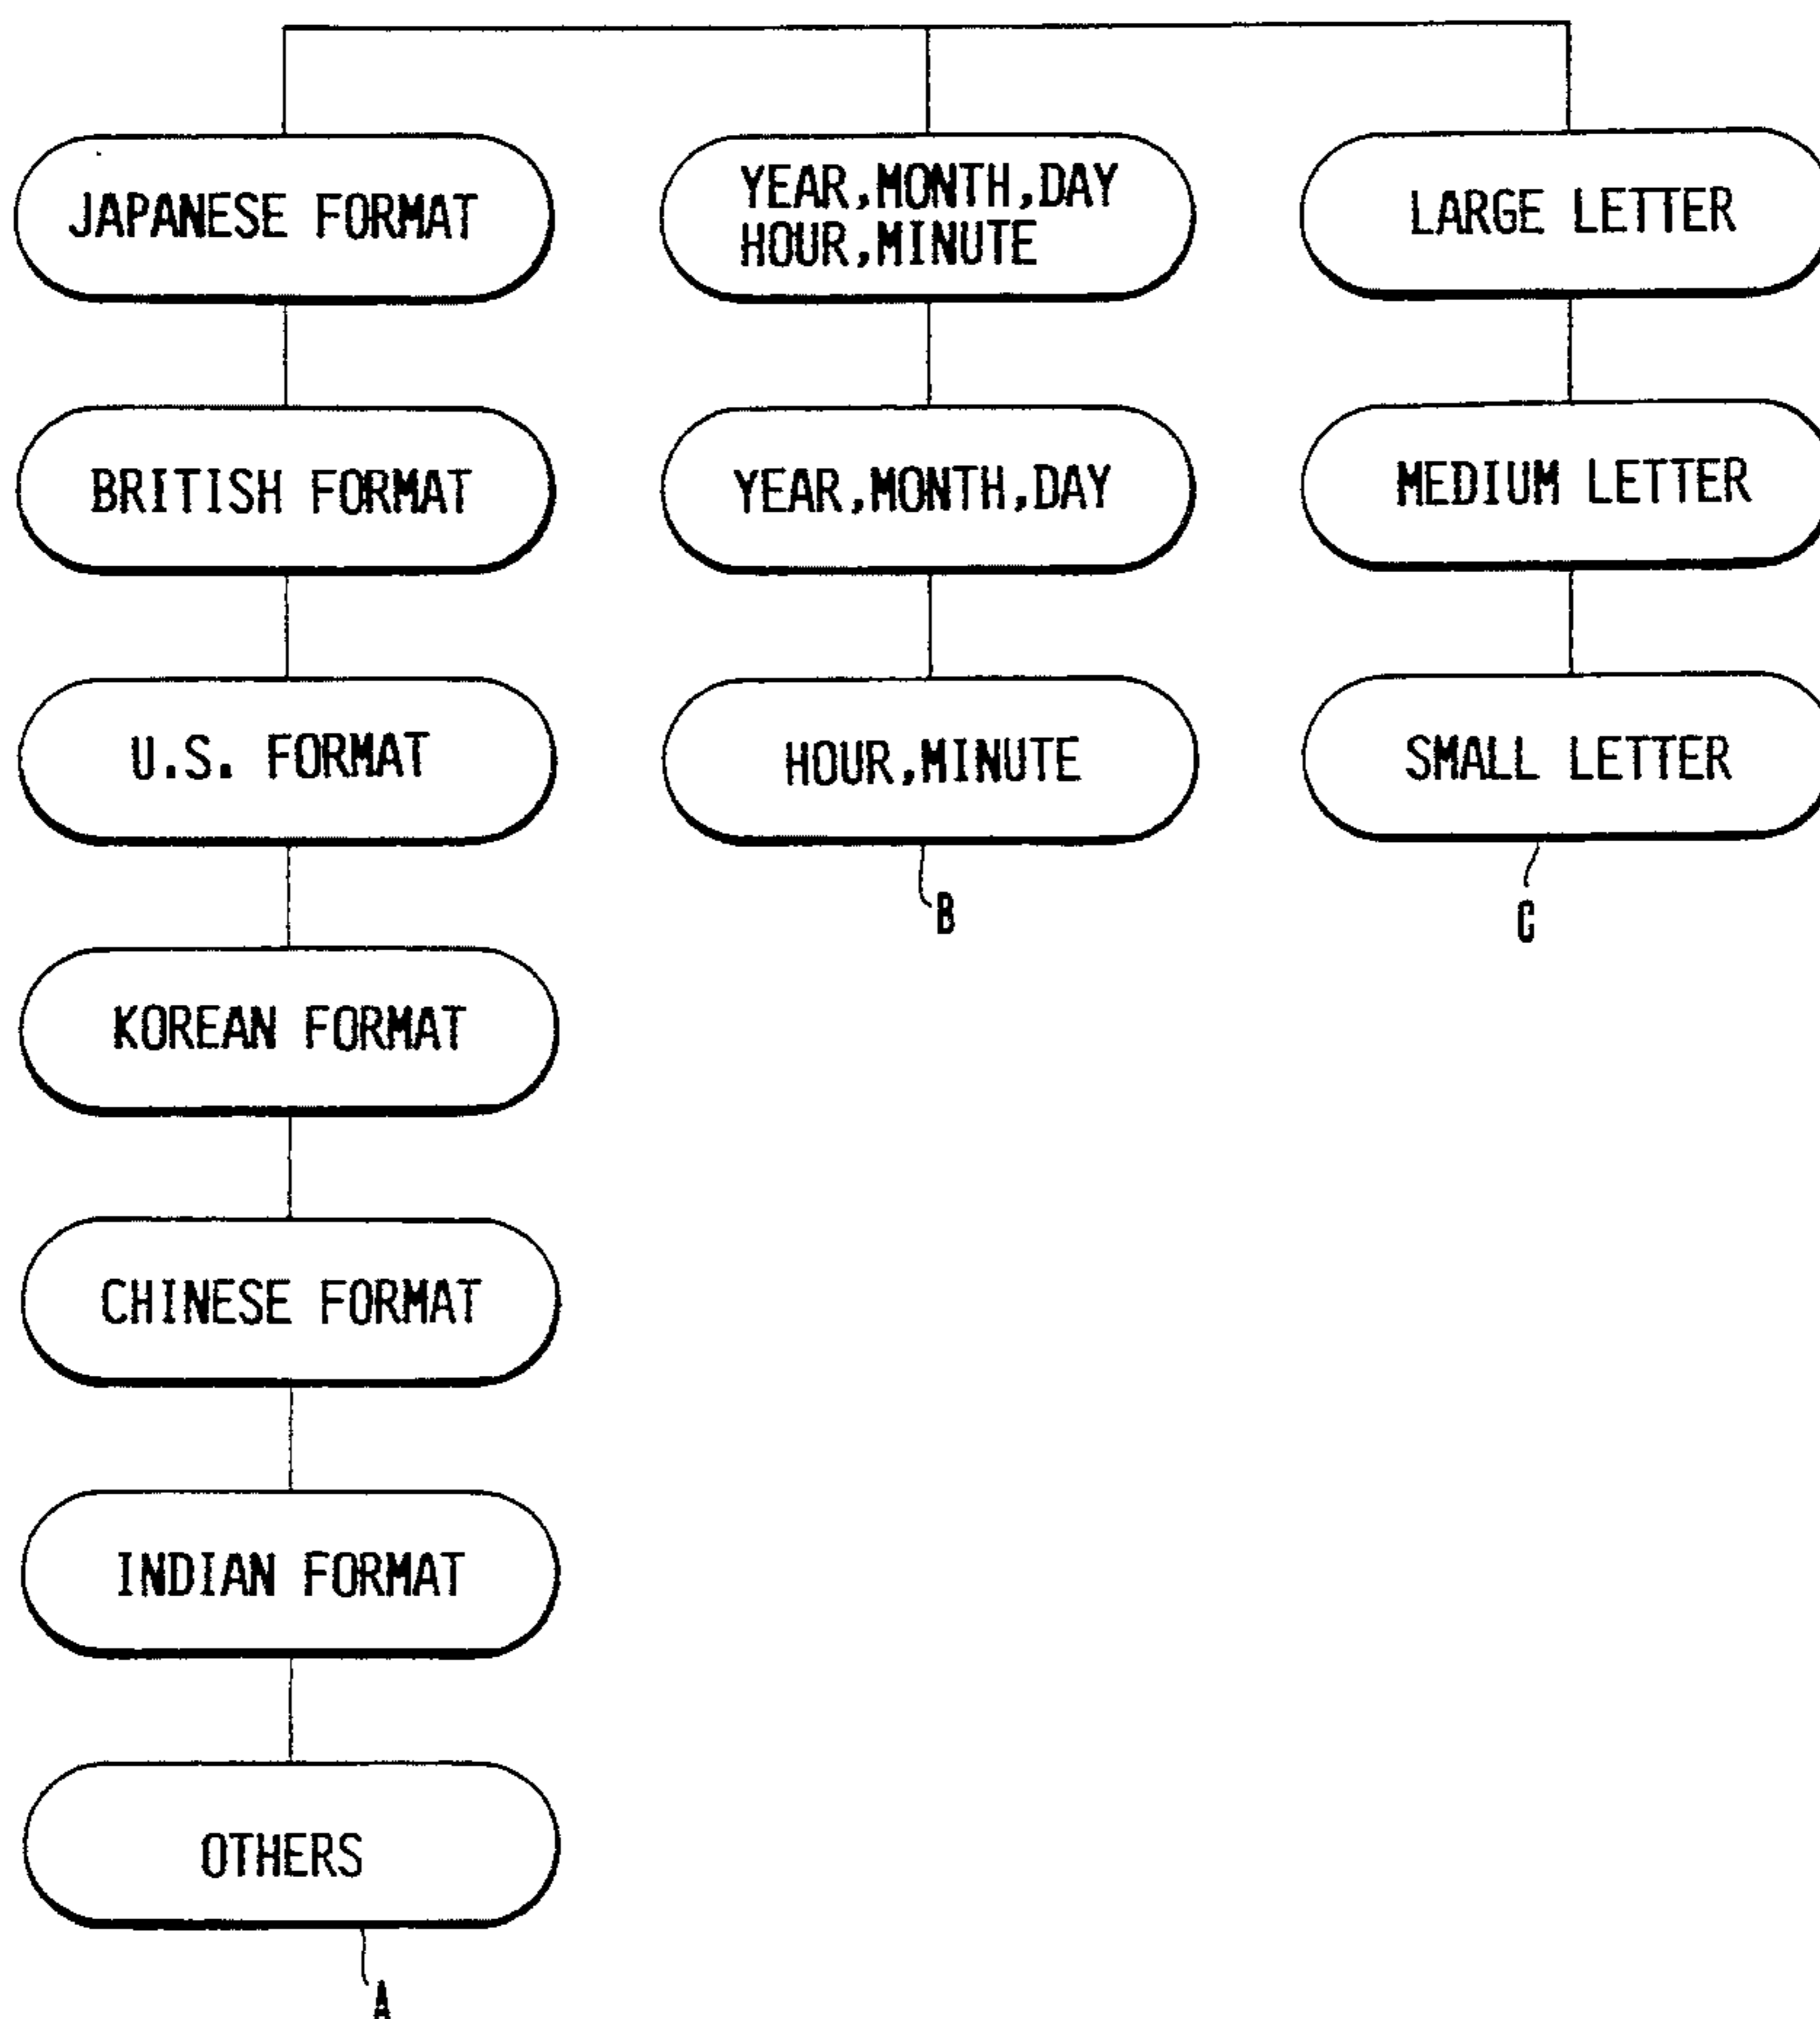 JAPANESE FORMAT
BRITISH FORMAT
U.S. FORMAT
KOREAN FORMAT
CHINESE FORMAT
INDIAN FORMAT
OTHERS
A
YEAR,MONTH,DAY
HOUR,MINUTE
YEAR,MONTH,DAY
HOUR,MINUTE
B
LARGE LETTER
MEDIUM LETTER
SMALL LETTER
C